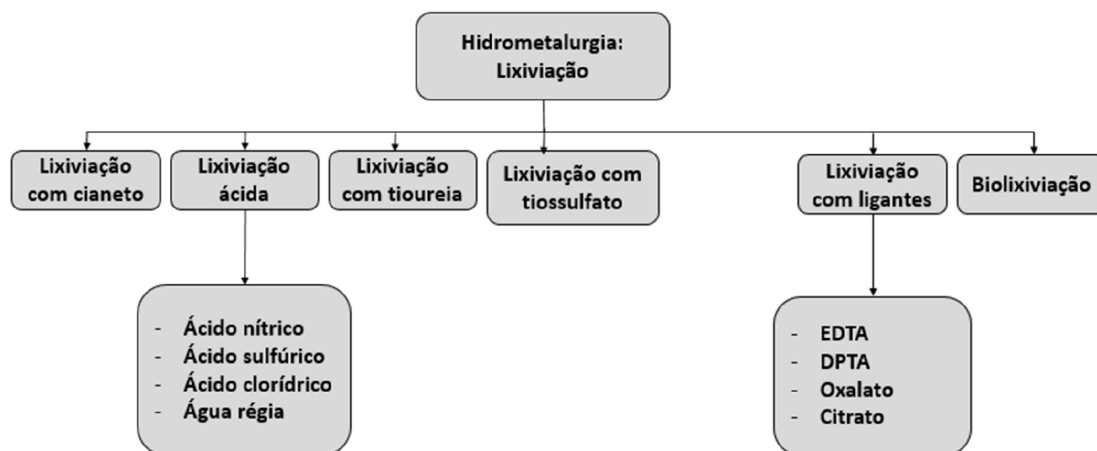 Hidrometalurgia:
Lixiviação
Lixiviação
com cianeto
Lixiviação
ácida
Lixiviação
com tioureia
Lixiviação com
tiossulfato
Lixiviação
com ligantes
Biolixiviação
- Ácido nítrico
- Ácido sulfúrico
- Ácido clorídrico
- Água régia
- EDTA
- DPTA
- Oxalato
- Citrato